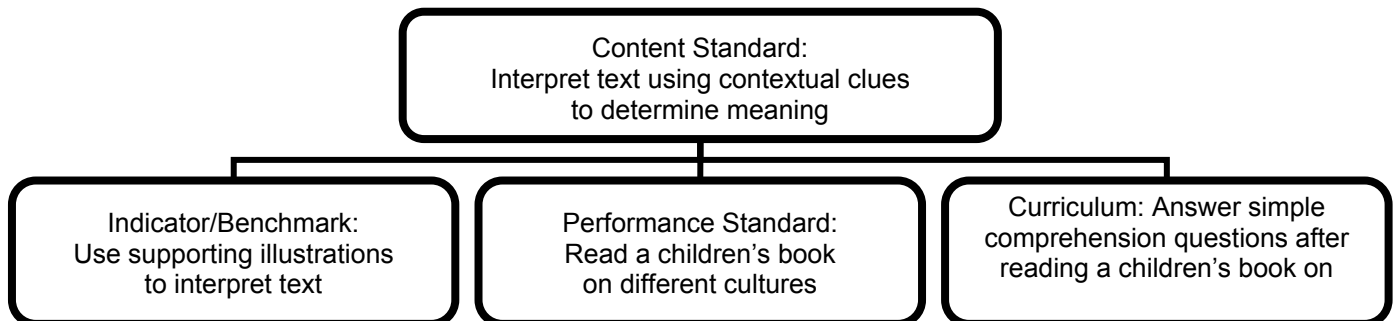 Content Standard:
Interpret text using contextual clues
to determine meaning
Indicator/Benchmark:
Use supporting illustrations
to interpret text
Performance Standard:
Read a children’s book
on different cultures
Curriculum: Answer simple
comprehension questions after
reading a children’s book on